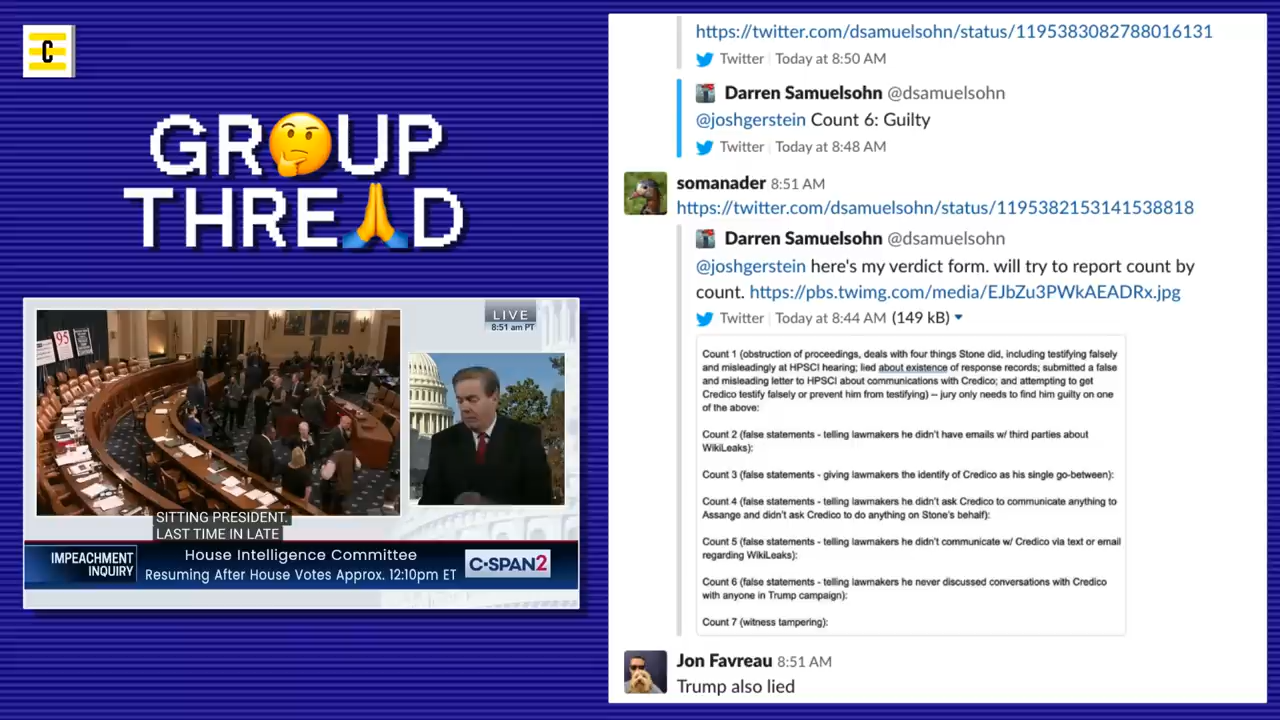 C
GR🤔UP
THRE🙏D
95
LIVE
8:51 am PT
SITTING PRESIDENT.
LAST TIME IN LATE
IMPEACHMENT
INQUIRY
House Intelligence Committee
Resuming After House Votes Approx. 12:10pm ET
C-SPAN2
https://twitter.com/dsamuelsohn/status/1195383082788016131
Twitter | Today at 8:50 AM
Darren Samuelsohn @dsamuelsohn
@joshgerstein Count 6: Guilty
Twitter | Today at 8:48 AM
somanader 8:51 AM
https://twitter.com/dsamuelsohn/status/1195382153141538818
Darren Samuelsohn @dsamuelsohn
@joshgerstein here's my verdict form. will try to report count by
count. https://pbs.twimg.com/media/EJbZu3PWkAEADRx.jpg
Twitter | Today at 8:44 AM (149 kB)
Count 1 (obstruction of proceedings, deals with four things Stone did, including testifying falsely
and misleadingly at HPSCI hearing; lied about existence of response records; submitted a false
and misleading letter to HPSCI about communications with Credico; and attempting to get
Credico testify falsely or prevent him from testifying) -- jury only needs to find him guilty on one
of the above:
Count 2 (false statements - telling lawmakers he didn't have emails w/ third parties about
WikiLeaks):
Count 3 (false statements - giving lawmakers the identify of Credico as his single go-between):
Count 4 (false statements - telling lawmakers he didn't ask Credico to communicate anything to
Assange and didn't ask Credico to do anything on Stone's behalf):
Count 5 (false statements - telling lawmakers he didn't communicate w/ Credico via text or email
regarding WikiLeaks):
Count 6 (false statements - telling lawmakers he never discussed conversations with Credico
with anyone in Trump campaign):
Count 7 (witness tampering):
Jon Favreau 8:51 AM
Trump also lied